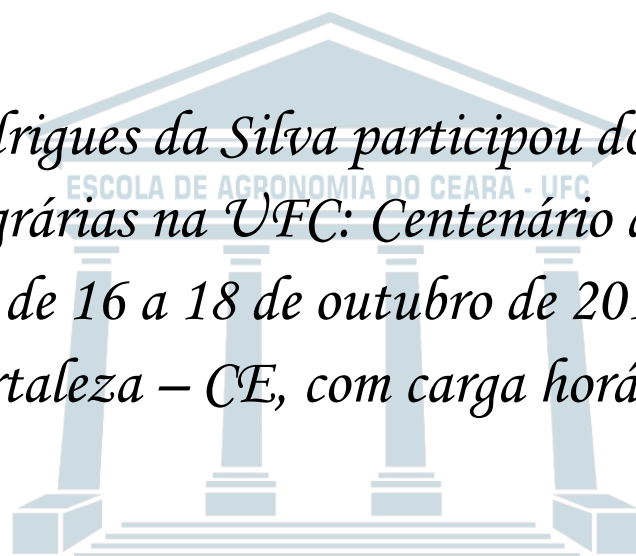 drigues da Silva participou do
ESCOLA DE AGRONOMIA DO CEARÁ - UFC
grárias na UFC: Centenário
de 16 a 18 de outubro de 201
rtaleza – CE, com carga horá